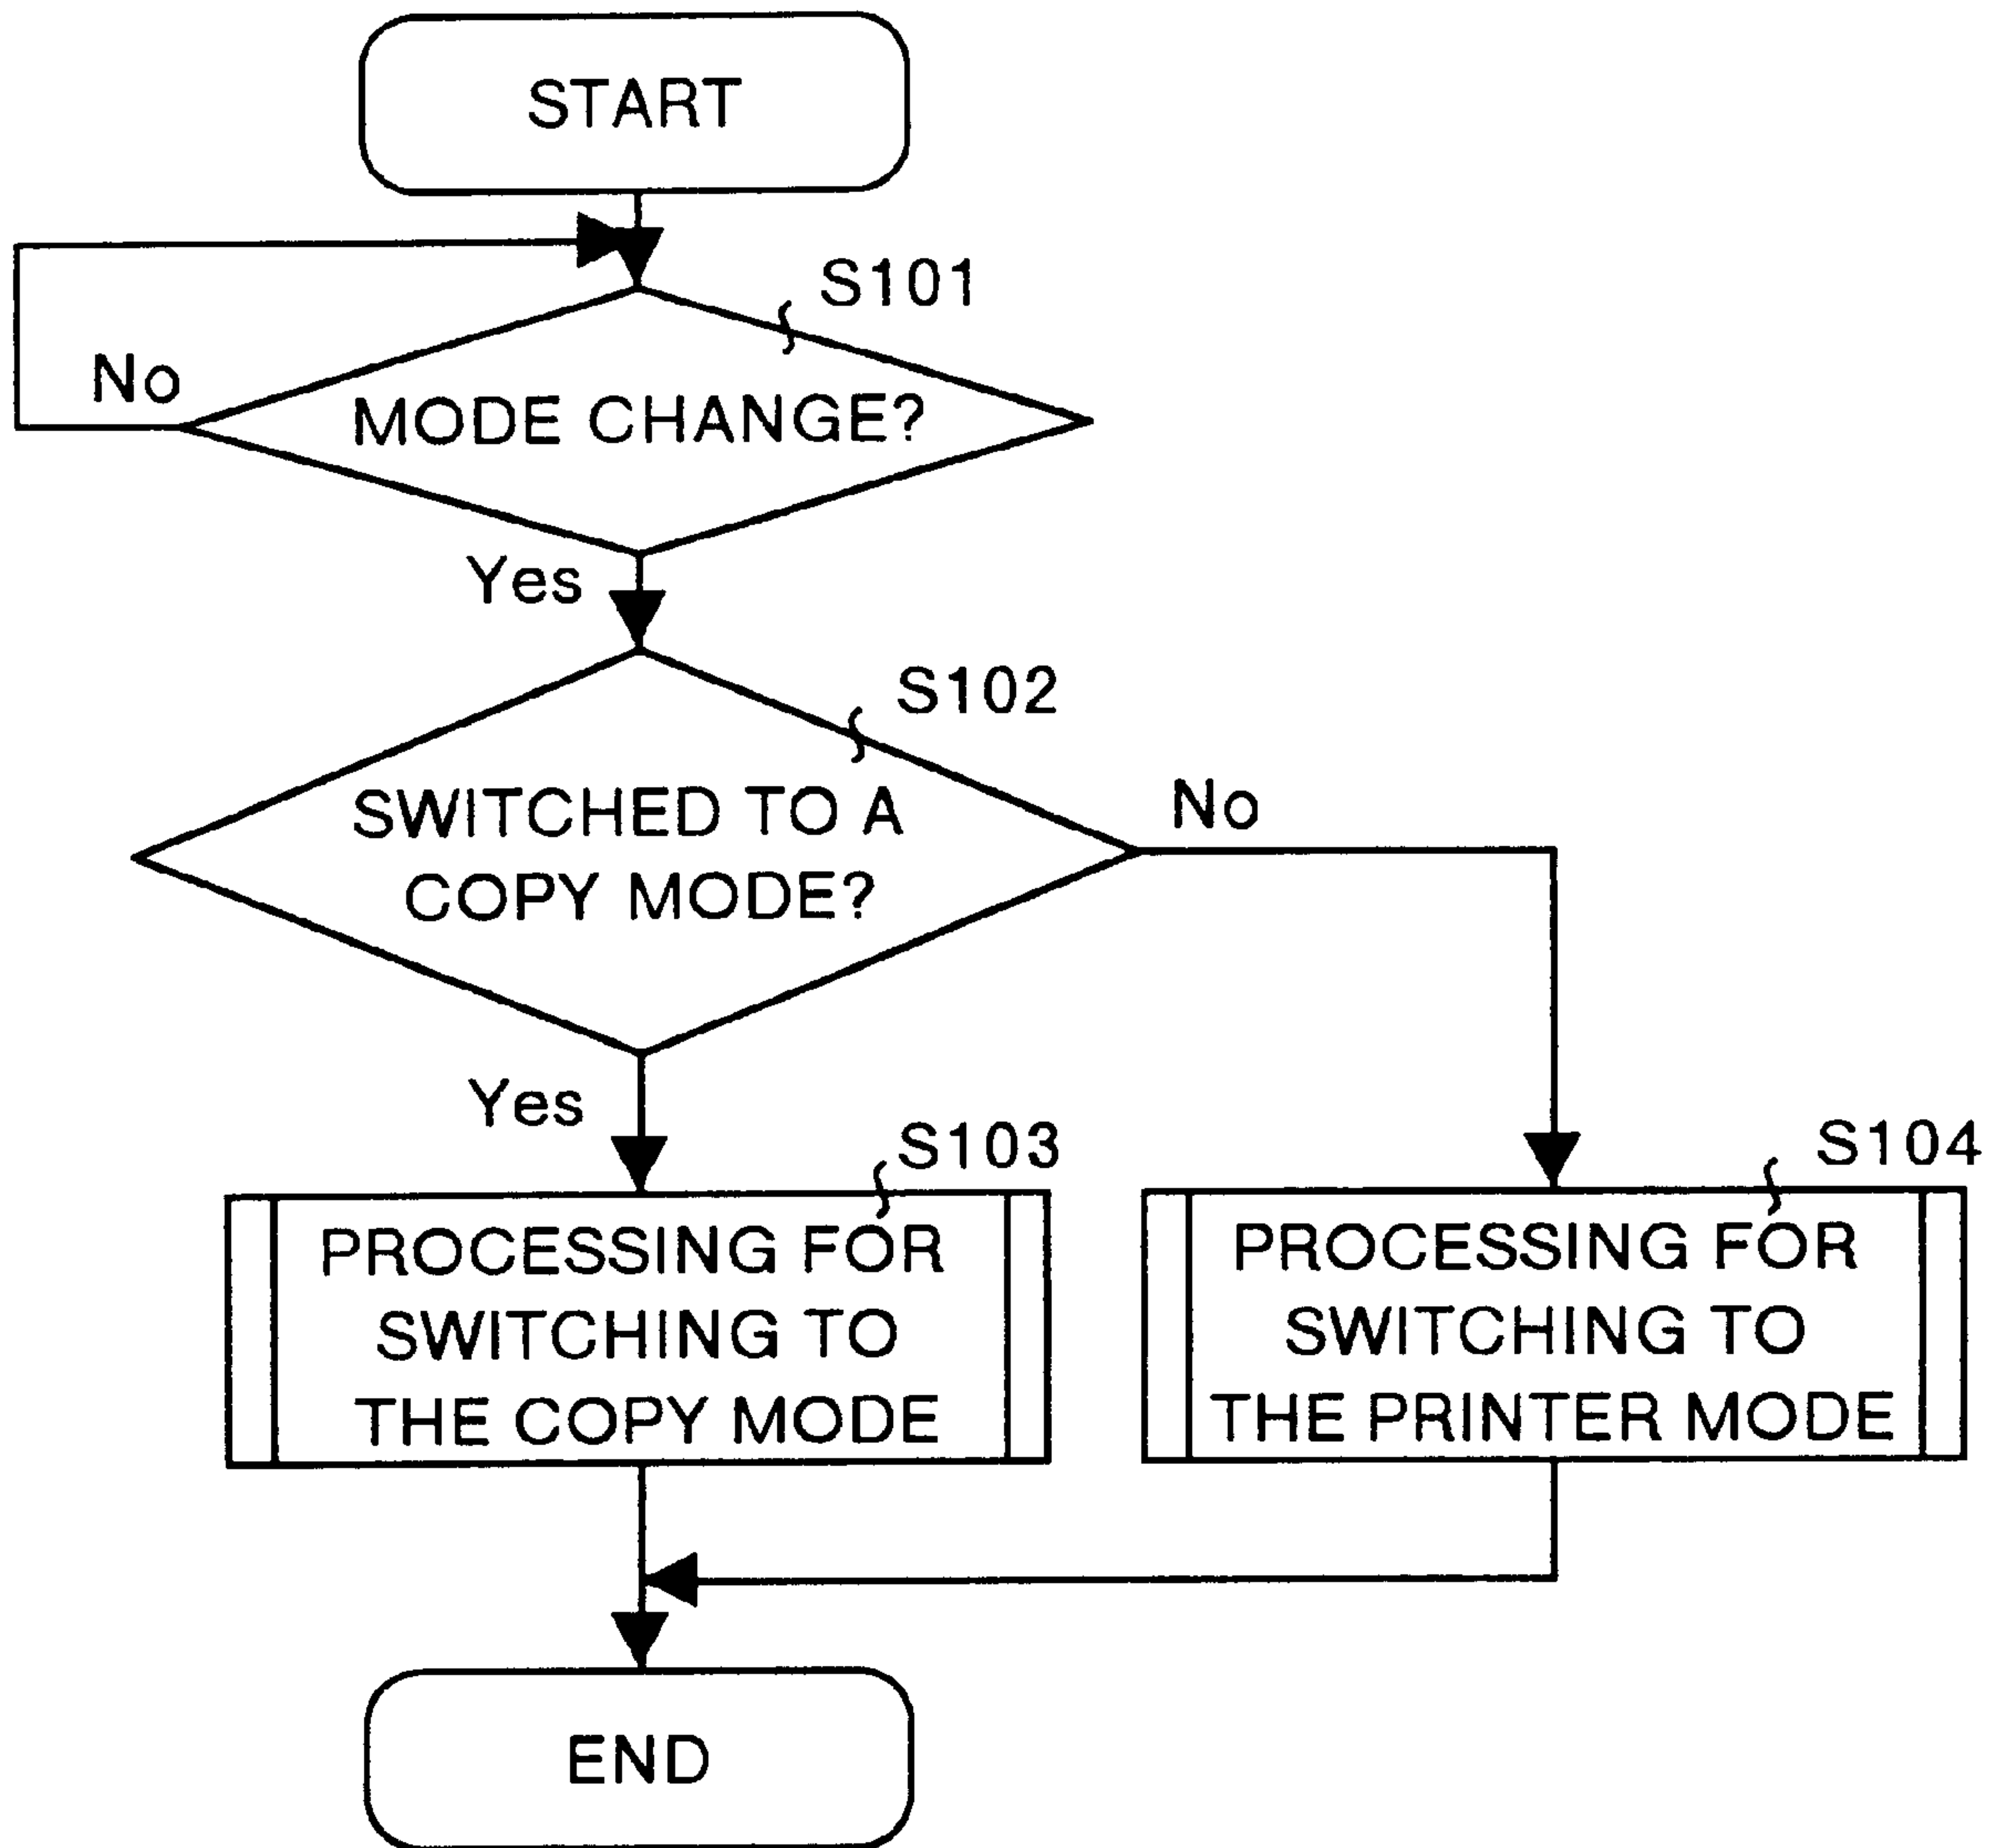 START
S101
No
MODE CHANGE?
Yes
S102
SWITCHED TO A
COPY MODE?
No
Yes
S103
PROCESSING FOR
SWITCHING TO
THE COPY MODE
S104
PROCESSING FOR
SWITCHING TO
THE PRINTER MODE
END